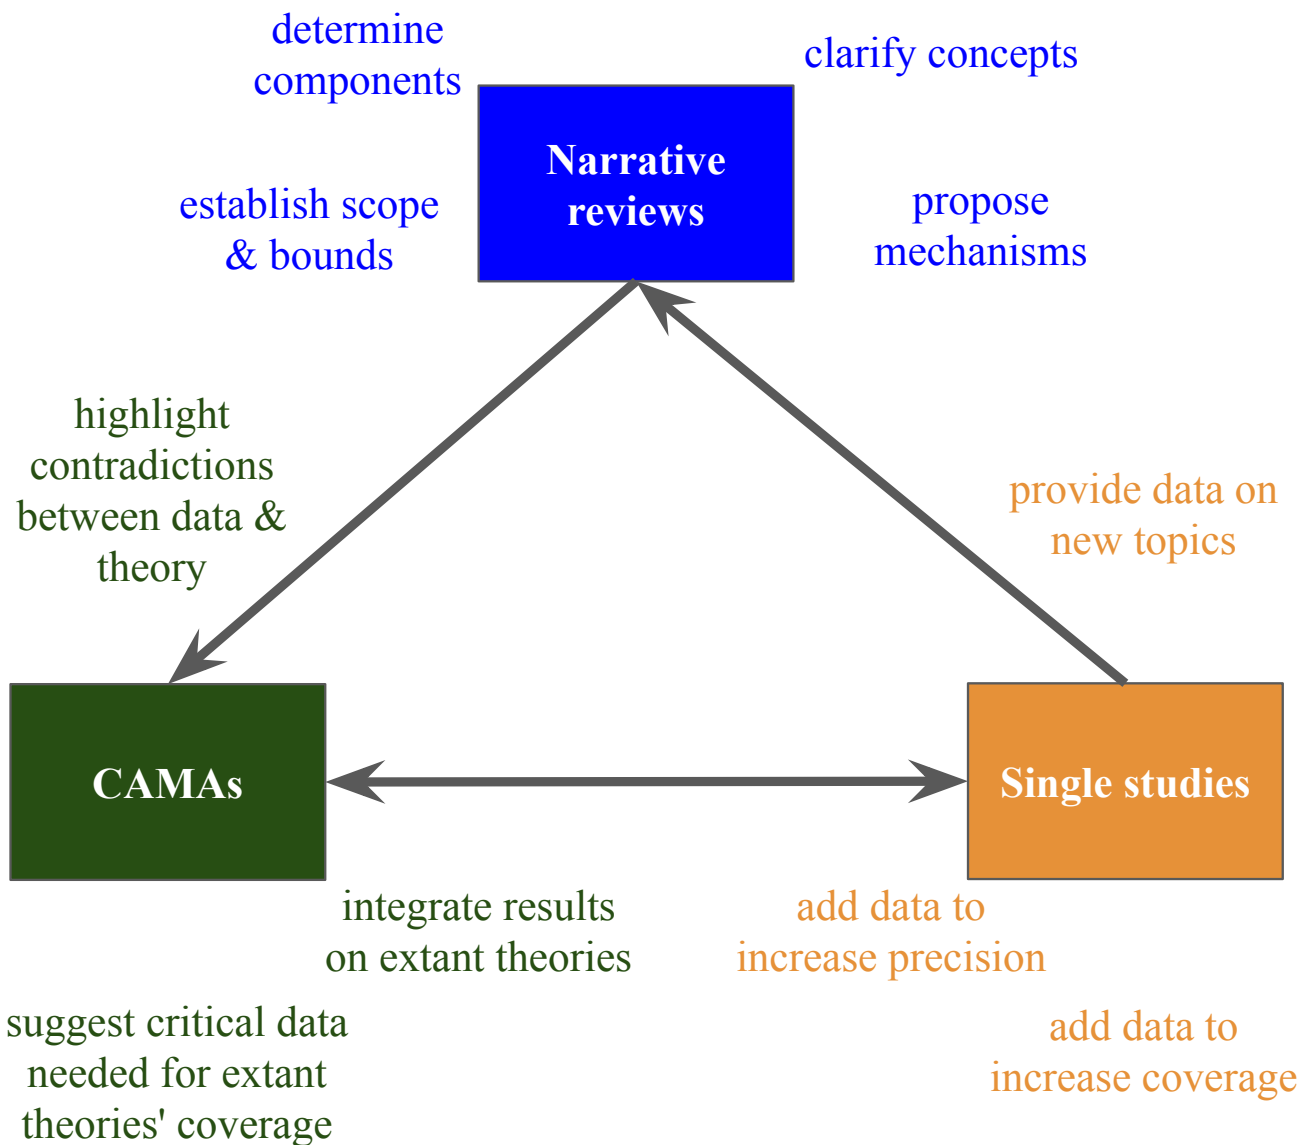 determine
components
clarify concepts
Narrative
reviews
establish scope
& bounds
propose
mechanisms
highlight
contradictions
between data &
theory
provide data on
new topics
CAMAs
Single studies
integrate results
on extant theories
add data to
increase precision
suggest critical data
needed for extant
theories' coverage
add data to
increase coverage